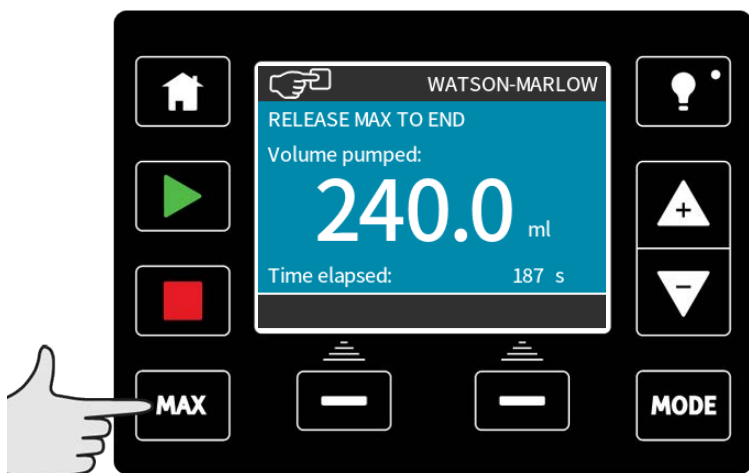 WATSON-MARLOW
RELEASE MAX TO END
Volume pumped:
240.0 ml
Time elapsed: 187 s
MAX
MODE